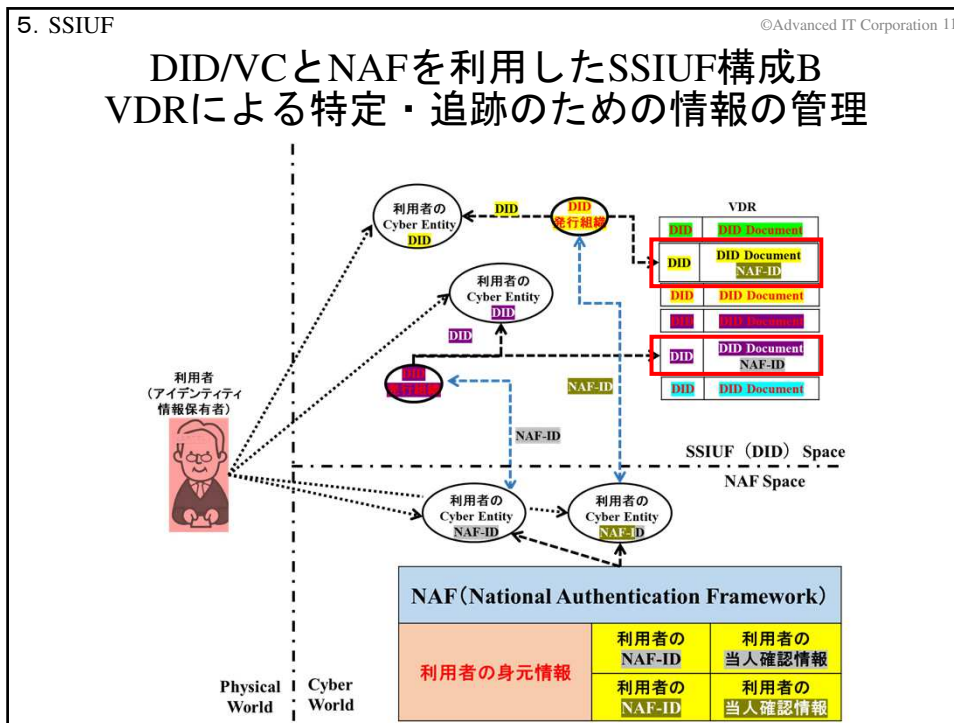 5. SSIUF
©Advanced IT Corporation 11
DID/VCとNAFを利用したSSIUF構成B
VDRによる特定・追跡のための情報の管理
利用者の
Cyber Entity
DID
DID
DID
発行組織
VDR
DID DID Document
DID DID Document
NAF-ID
DID DID Document
DID DID Document
DID DID Document
NAF-ID
DID DID Document
利用者の
Cyber Entity
DID
DID
DID
発行組織
NAF-ID
NAF-ID
利用者
(アイデンティティ
情報保有者)
SSIUF(DID)Space
NAF Space
利用者の
Cyber Entity
NAF-ID
利用者の
Cyber Entity
NAF-ID
NAF(National Authentication Framework)
利用者の身元情報
利用者の
NAF-ID
利用者の
当人確認情報
利用者の
NAF-ID
利用者の
当人確認情報
Physical
World
Cyber
World